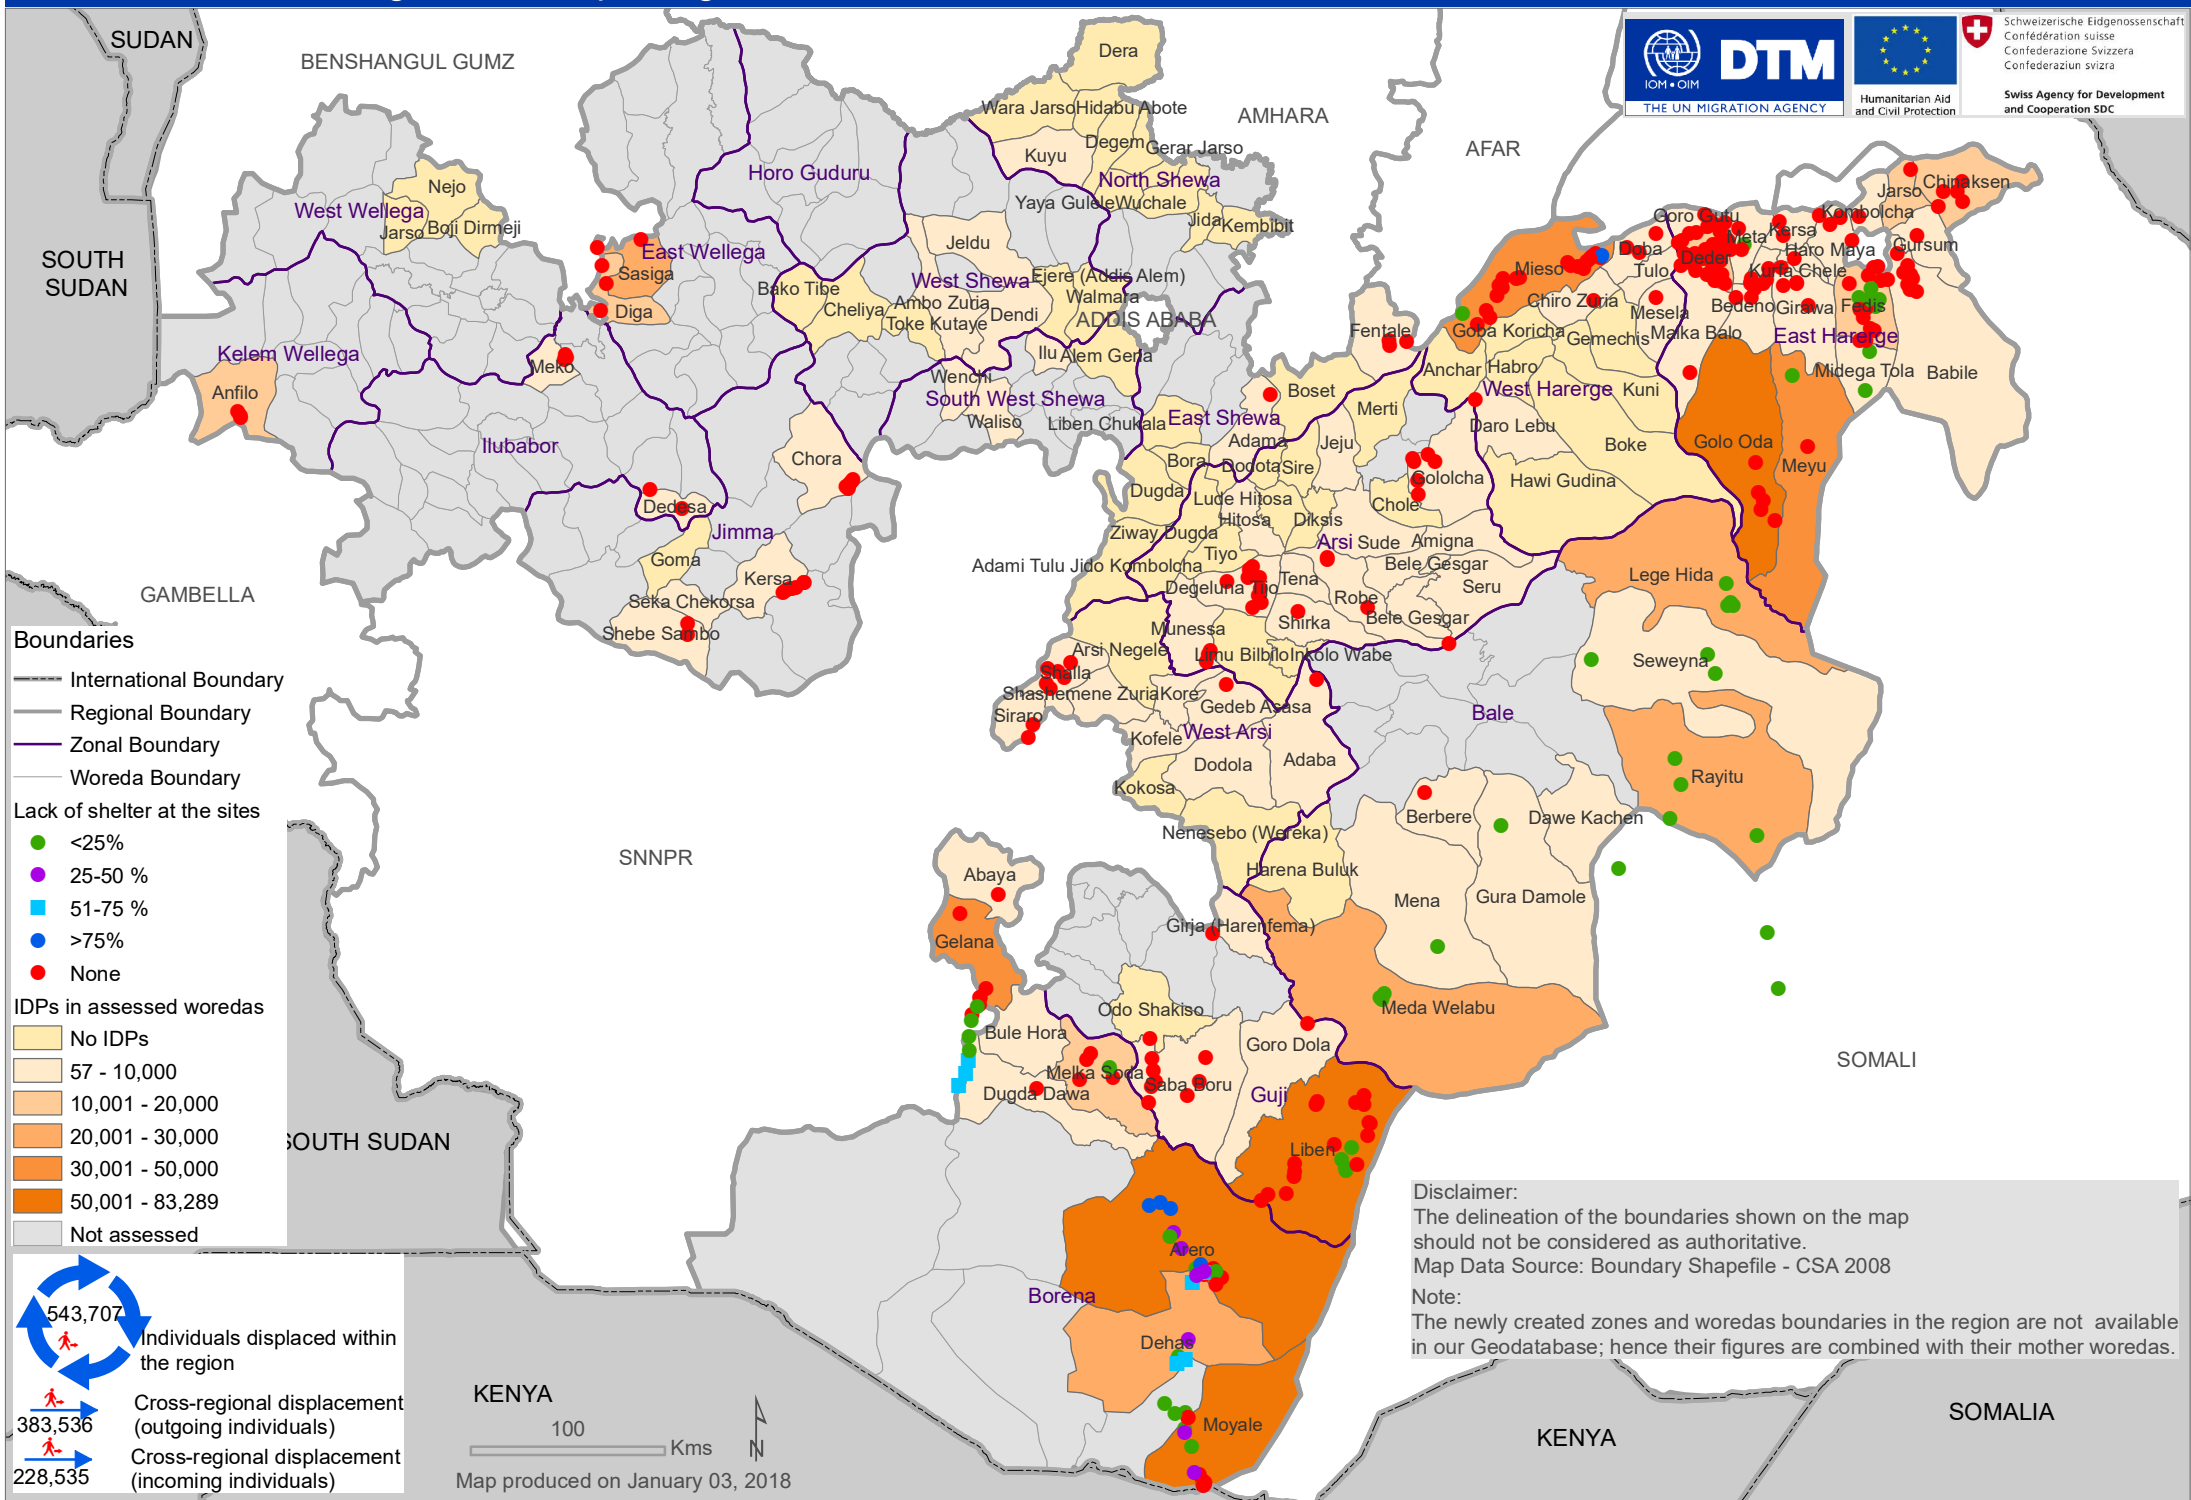 SUDAN
BENSHANGUL GUMZ
Dera
AMHARA
AFAR
IOM • OIM
DTM
THE UN MIGRATION AGENCY
Humanitarian Aid
and Civil Protection
Schweizerische Eidgenossenschaft
Confédération suisse
Confederazione Svizzera
Confederaziun svizra
Swiss Agency for Development
and Cooperation SDC
Wara Jarso
Hidabu Abote
Kuyu
Degem
Gerar Jarso
North Shewa
Yaya Gulele
Wuchale
Jida
Kembibit
Horo Guduru
Nejo
West Wellega
Jarso
Boji Dirmeji
East Wellega
Sasiga
Diga
SOUTH
SUDAN
Jeldu
West Shewa
Ejere (Addis Alem)
Bako Tibe
Cheliya
Ambo Zuria
Toke Kutaye
Dendi
Walmara
ADDIS ABABA
Ilu
Alem Gena
Kelem Wellega
Anfilo
Meko
Wenchi
South West Shewa
Waliso
Liben Chukala
East Shewa
Boset
Fentale
Merti
Adama
Jeju
Ilubabor
Chora
Dedesa
Jimma
Goma
Kersa
Seka Chekorsa
Shebe Sambo
GAMBELLA
Chinaksen
Jarso
Kombolcha
Goro Gutu
Meta
Kersa
Haro Maya
Gursum
Doba
Deder
Tulo
Kurfa Chele
Mieso
Chiro Zuria
Mesela
Bedeno
Girawa
Fedis
Goba Koricha
Gemechis
Malka Balo
East Harerge
Anchar
Habro
West Harerge
Kuni
Midega Tola
Babile
Daro Lebu
Boke
Golo Oda
Meyu
Hawi Gudina
Bora
Dodota
Sire
Dugda
Lude Hitosa
Hitosa
Diksis
Gololcha
Chole
Ziway Dugda
Tiyo
Arsi
Sude
Amigna
Adami Tulu Jido Kombolcha
Degeluna Tijo
Tena
Bele Gesgar
Seru
Robe
Bele Gesgar
Shirka
Munessa
Arsi Negele
Limu Bilbilo
Inkolo Wabe
Shalla
Shashemene Zuria
Kore
Siraro
Gedeb Asasa
Kofele
West Arsi
Dodola
Adaba
Kokosa
Nenesebo (Wereka)
Harena Buluk
Bale
Lege Hida
Seweyna
Rayitu
Berbere
Dawe Kachen
Mena
Gura Damole
Meda Welabu
SNNPR
Abaya
Gelana
Girja (Harenfema)
Odo Shakiso
Bule Hora
Goro Dola
Melka Soda
Dugda Dawa
Saba Boru
Guji
Liben
SOMALI
Arero
Borena
Dehas
Moyale
Boundaries
International Boundary
Regional Boundary
Zonal Boundary
Woreda Boundary
Lack of shelter at the sites
<25%
25-50 %
51-75 %
>75%
None
IDPs in assessed woredas
No IDPs
57 - 10,000
10,001 - 20,000
20,001 - 30,000
30,001 - 50,000
50,001 - 83,289
Not assessed
SOUTH SUDAN
543,707
Individuals displaced within
the region
383,536
Cross-regional displacement
(outgoing individuals)
228,535
Cross-regional displacement
(incoming individuals)
KENYA
100
Kms
N
Map produced on January 03, 2018
Disclaimer:
The delineation of the boundaries shown on the map
should not be considered as authoritative.
Map Data Source: Boundary Shapefile - CSA 2008
Note:
The newly created zones and woredas boundaries in the region are not available
in our Geodatabase; hence their figures are combined with their mother woredas.
KENYA
SOMALIA